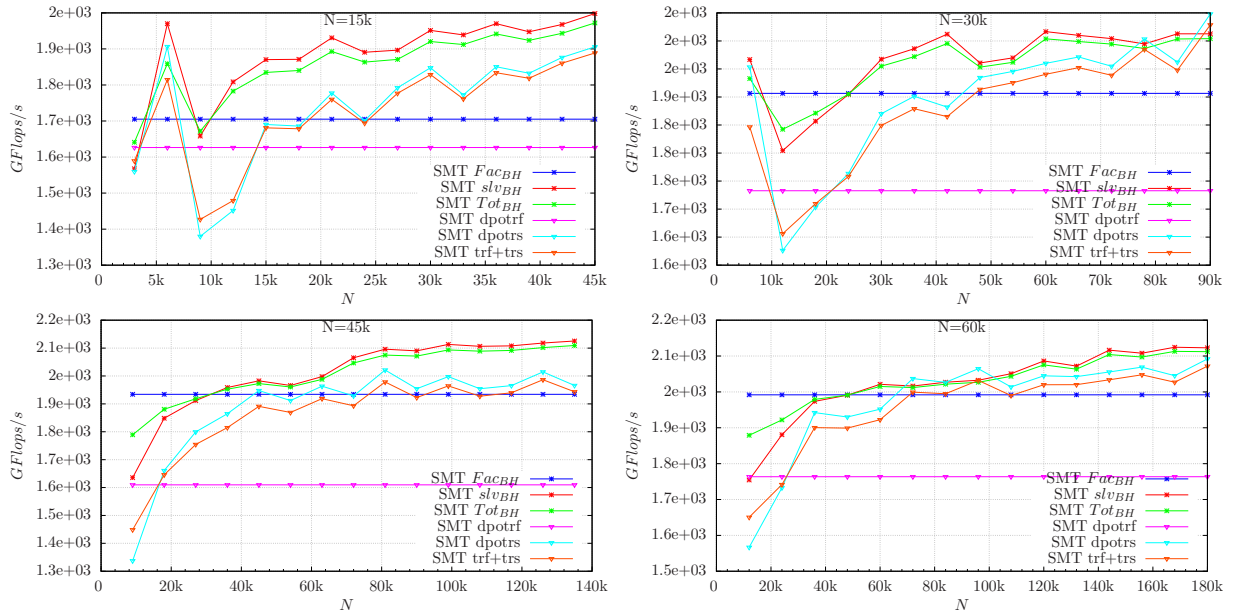 N=15k
2e+03
2e+03
1.9e+03
1.7e+03
1.6e+03
1.5e+03
1.4e+03
1.3e+03
GFlops/s
0k 5k 10k 15k 20k 25k 30k 35k 40k 45k
N
SMT Fac_BH
SMT slv_BH
SMT Tot_BH
SMT dpotrf
SMT dpotrs
SMT trf+trs
N=30k
2e+03
2e+03
2e+03
1.9e+03
1.8e+03
1.8e+03
1.7e+03
1.6e+03
1.6e+03
GFlops/s
0k 10k 20k 30k 40k 50k 60k 70k 80k 90k
N
SMT Fac_BH
SMT slv_BH
SMT Tot_BH
SMT dpotrf
SMT dpotrs
SMT trf+trs
N=45k
2.2e+03
2.1e+03
2e+03
1.9e+03
1.8e+03
1.6e+03
1.5e+03
1.4e+03
1.3e+03
GFlops/s
0k 20k 40k 60k 80k 100k 120k 140k
N
SMT Fac_BH
SMT slv_BH
SMT Tot_BH
SMT dpotrf
SMT dpotrs
SMT trf+trs
N=60k
2.2e+03
2.1e+03
2e+03
1.9e+03
1.8e+03
1.7e+03
1.6e+03
1.5e+03
GFlops/s
0k 20k 40k 60k 80k 100k 120k 140k 160k 180k
N
SMT Fac_BH
SMT slv_BH
SMT Tot_BH
SMT dpotrf
SMT dpotrs
SMT trf+trs